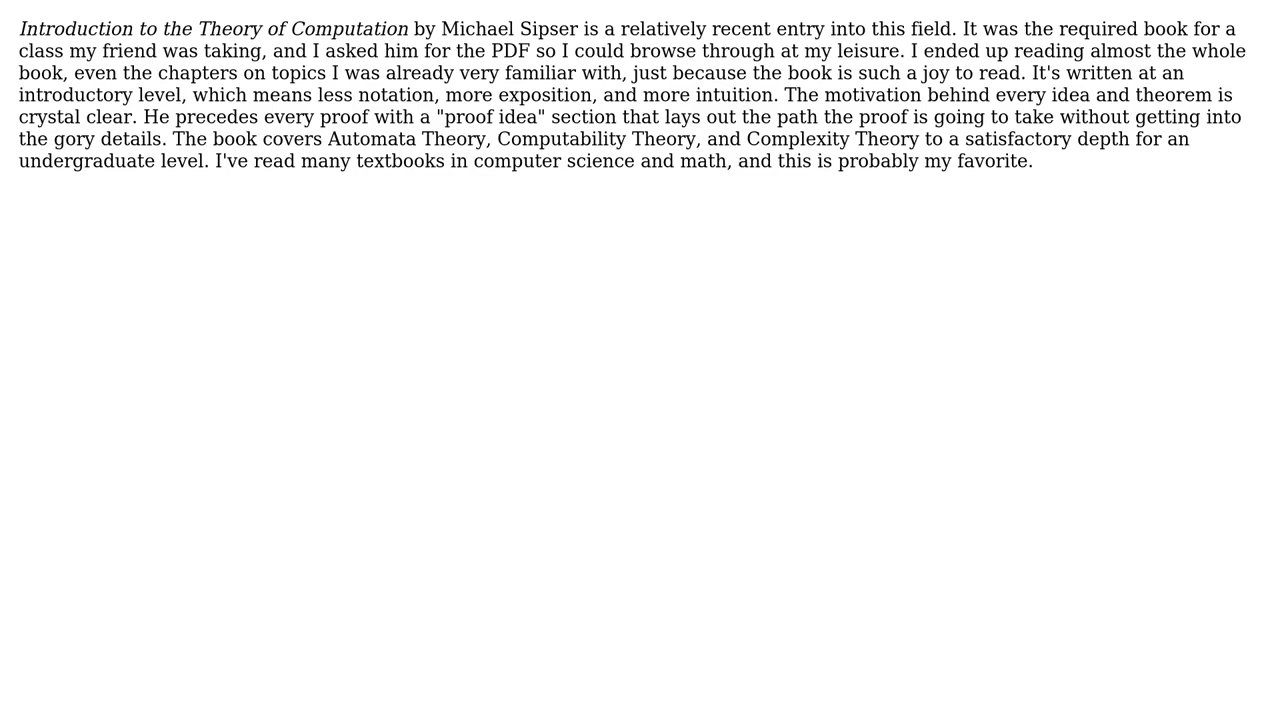 Introduction to the Theory of Computation by Michael Sipser is a relatively recent entry into this field. It was the required book for a
class my friend was taking, and I asked him for the PDF so I could browse through at my leisure. I ended up reading almost the whole
book, even the chapters on topics I was already very familiar with, just because the book is such a joy to read. It's written at an
introductory level, which means less notation, more exposition, and more intuition. The motivation behind every idea and theorem is
crystal clear. He precedes every proof with a "proof idea" section that lays out the path the proof is going to take without getting into
the gory details. The book covers Automata Theory, Computability Theory, and Complexity Theory to a satisfactory depth for an
undergraduate level. I've read many textbooks in computer science and math, and this is probably my favorite.